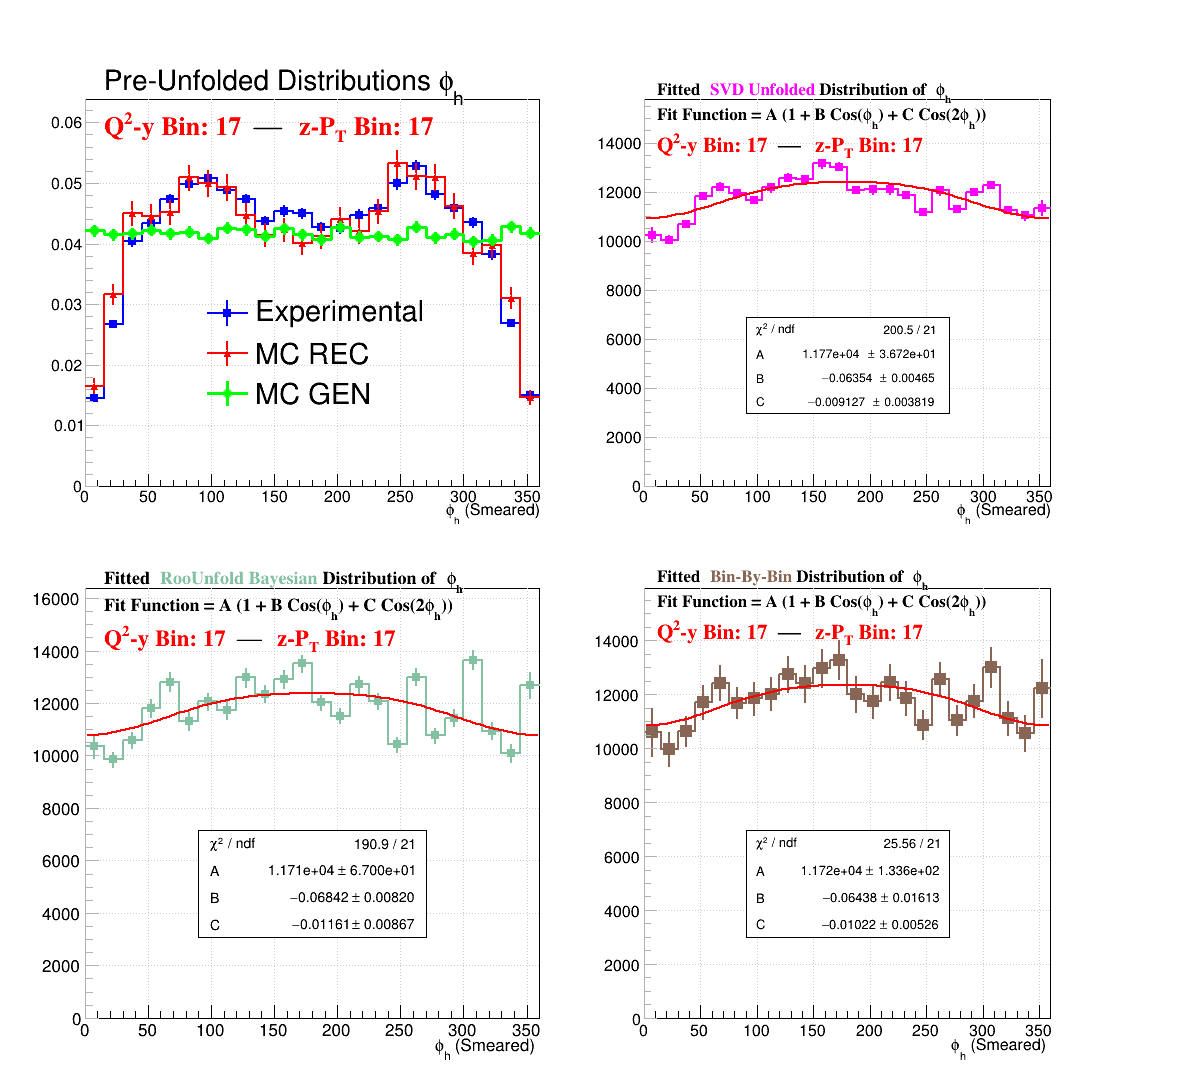 Pre-Unfolded Distributions ϕh
Q²-y Bin: 17 — z-PT Bin: 17
0.06
0.05
0.04
0.03
0.02
0.01
0
Experimental
MC REC
MC GEN
0 50 100 150 200 250 300 350
ϕh (Smeared)
Fitted SVD Unfolded Distribution of ϕh
Fit Function = A (1 + B Cos(ϕh) + C Cos(2ϕh))
Q²-y Bin: 17 — z-PT Bin: 17
14000
12000
10000
8000
6000
4000
2000
0
χ² / ndf 200.5 / 21
A 1.177e+04 ± 3.672e+01
B −0.06354 ± 0.00465
C −0.009127 ± 0.003819
0 50 100 150 200 250 300 350
ϕh (Smeared)
Fitted RooUnfold Bayesian Distribution of ϕh
Fit Function = A (1 + B Cos(ϕh) + C Cos(2ϕh))
Q²-y Bin: 17 — z-PT Bin: 17
16000
14000
12000
10000
8000
6000
4000
2000
0
χ² / ndf 190.9 / 21
A 1.171e+04 ± 6.700e+01
B −0.06842 ± 0.00820
C −0.01161 ± 0.00867
0 50 100 150 200 250 300 350
ϕh (Smeared)
Fitted Bin-By-Bin Distribution of ϕh
Fit Function = A (1 + B Cos(ϕh) + C Cos(2ϕh))
Q²-y Bin: 17 — z-PT Bin: 17
14000
12000
10000
8000
6000
4000
2000
0
χ² / ndf 25.56 / 21
A 1.172e+04 ± 1.336e+02
B −0.06438 ± 0.01613
C −0.01022 ± 0.00526
0 50 100 150 200 250 300 350
ϕh (Smeared)